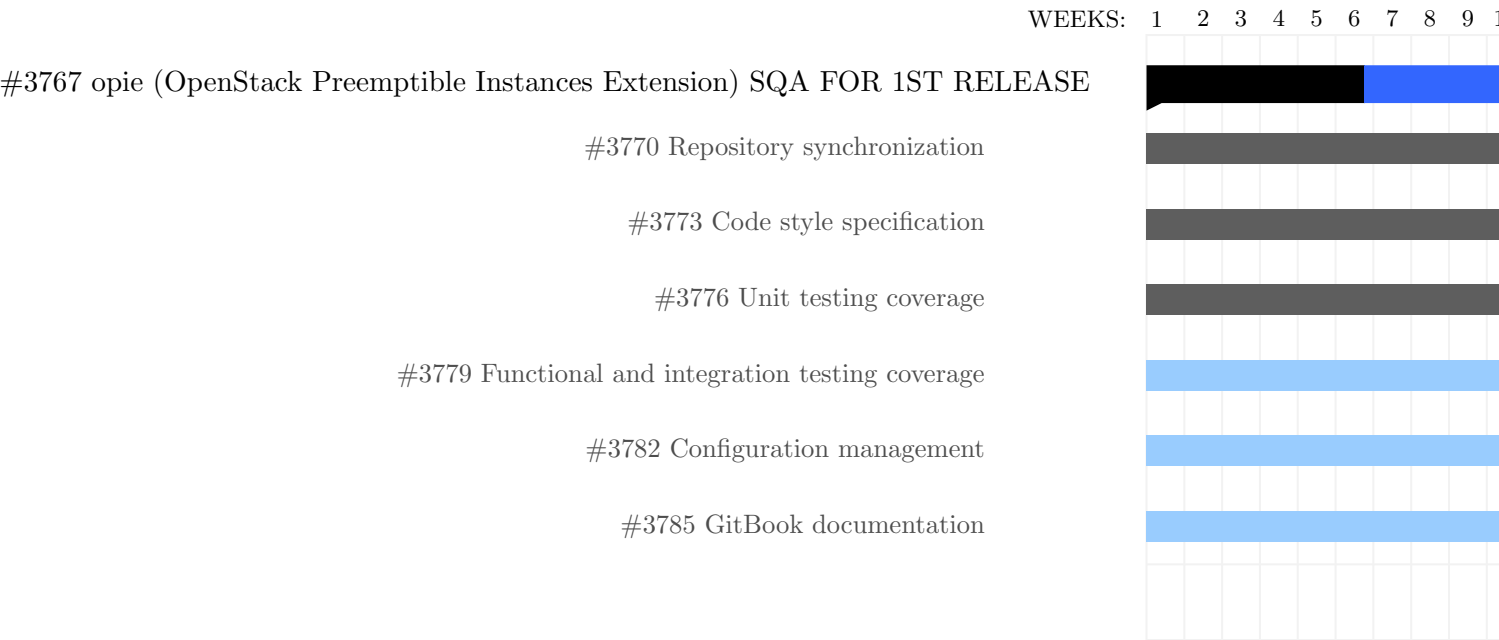 WEEKS: 1 2 3 4 5 6 7 8 9
#3767 opie (OpenStack Preemptible Instances Extension) SQA FOR 1ST RELEASE
#3770 Repository synchronization
#3773 Code style specification
#3776 Unit testing coverage
#3779 Functional and integration testing coverage
#3782 Configuration management
#3785 GitBook documentation